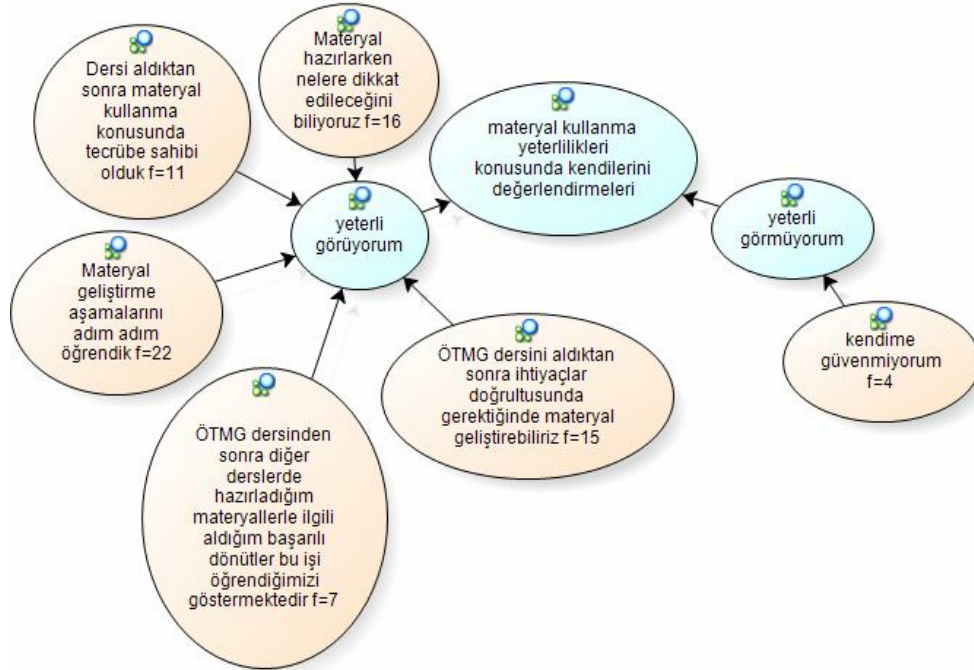 Dersi aldıktan
sonra materyal
kullanma
konusunda
tecrübe sahibi
olduk f=11
Materyal
hazırlarken
nelere dikkat
edileceğini
biliyoruz f=16
materyal kullanma
yeterlilikleri
konusunda kendilerini
değerlendirmeleri
yeterli
görüyorum
yeterli
görmüyorum
Materyal
geliştirme
aşamalarını
adım adım
öğrendik f=22
ÖTMG dersini aldıktan
sonra ihtiyaçlar
doğrultusunda
gerektiğinde materyal
geliştirebiliriz f=15
kendime
güvenmiyorum
f=4
ÖTMG dersinden
sonra diğer
derslerde
hazırladığım
materyallerle ilgili
aldığım başarılı
dönütler bu işi
öğrendiğimizi
göstermektedir f=7